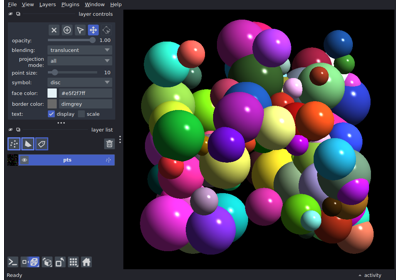 File View Layers Plugins Window Help
layer controls
opacity: 1.00
blending: translucent
projection mode: all
point size: 10
symbol: disc
face color: #e5f2f7ff
border color: dimgrey
text: display scale
layer list
pts
Ready
activity